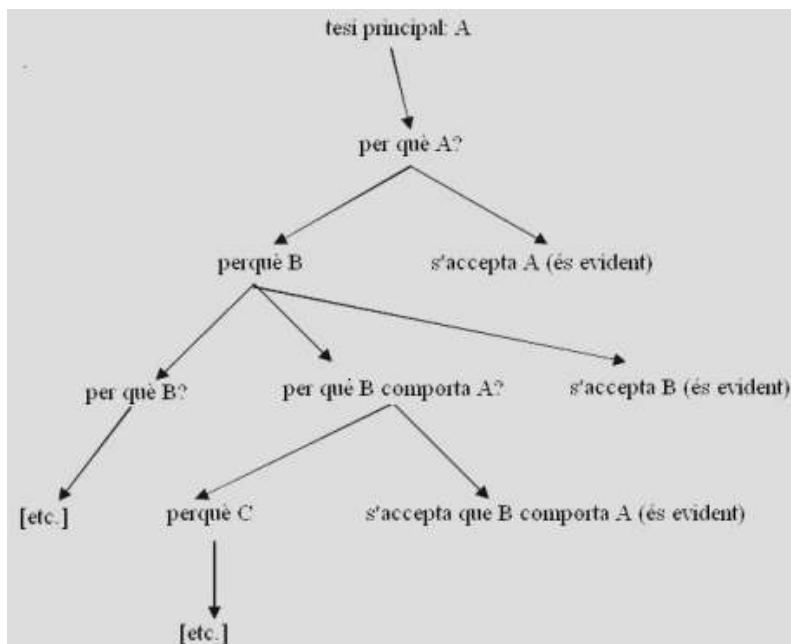 tesi principal: A
per què A?
perquè B
s'accepta A (és evident)
per què B?
per què B comporta A?
s'accepta B (és evident)
[etc.]
perquè C
s'accepta que B comporta A (és evident)
[etc.]